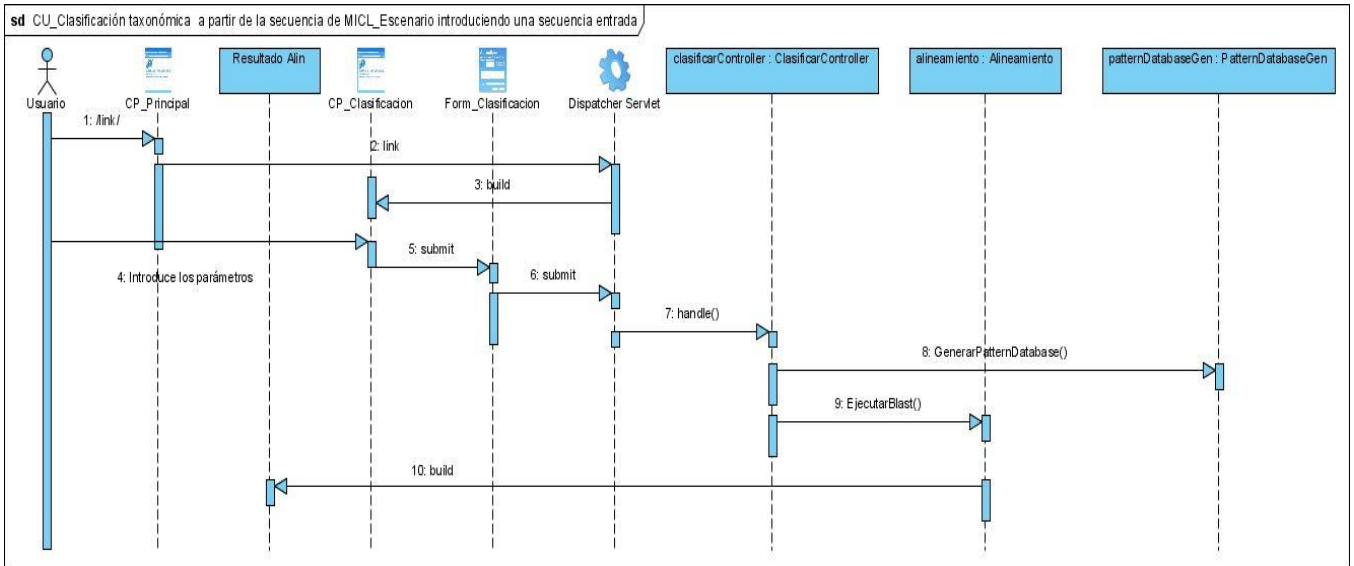 sd CU_Clasificación taxonómica a partir de la secuencia de MICL_Escenario introduciendo una secuencia entrada
Usuario
CP_Principal
Resultado Alin
CP_Clasificacion
Form_Clasificacion
Dispatcher Servlet
clasificarController : ClasificarController
alineamiento : Alineamiento
patternDatabaseGen : PatternDatabaseGen
1: /link/
2: link
3: build
4: Introduce los parámetros
5: submit
6: submit
7: handle()
8: GenerarPatternDatabase()
9: EjecutarBlast()
10: build